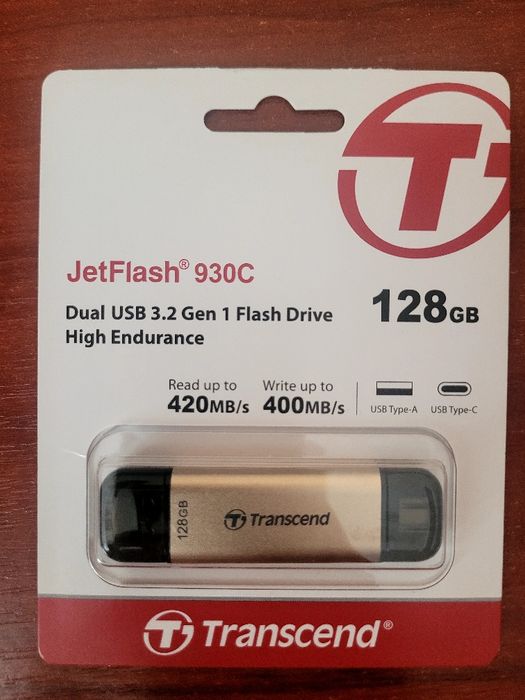 JetFlash® 930C
Dual USB 3.2 Gen 1 Flash Drive
High Endurance
128GB
Read up to
420MB/s
Write up to
400MB/s
USB Type-A
USB Type-C
128GB
Transcend
Transcend®